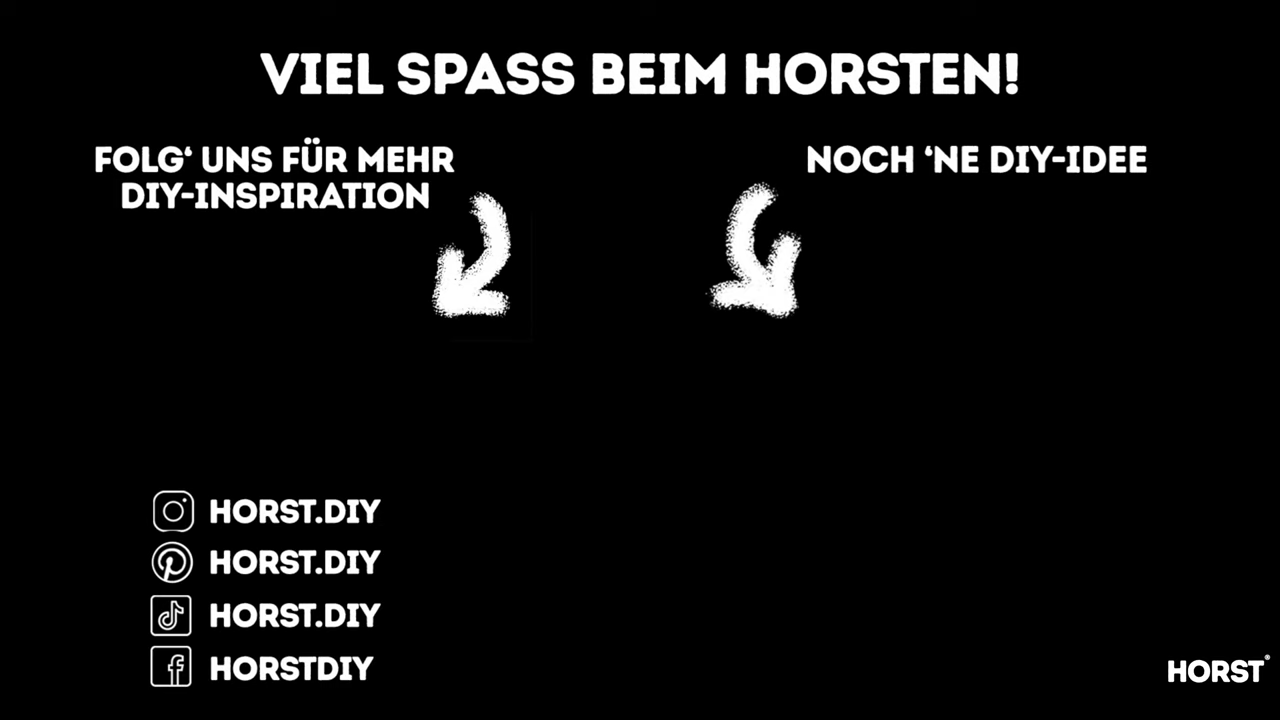 VIEL SPASS BEIM HORSTEN!
FOLG‘ UNS FÜR MEHR
DIY-INSPIRATION
NOCH ‘NE DIY-IDEE
HORST.DIY
HORST.DIY
HORST.DIY
HORSTDIY
HORST®